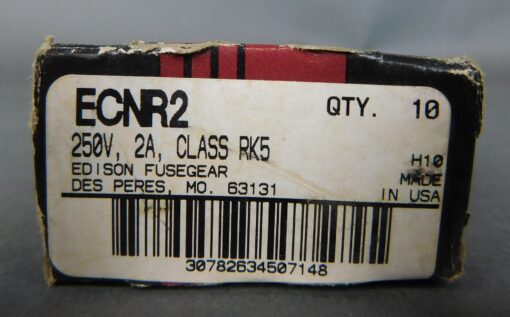 ECNR2 QTY. 10
250V, 2A, CLASS RK5
EDISON FUSEGEAR H10
DES PERES, MO. 63131 MADE
IN USA
30782634507148